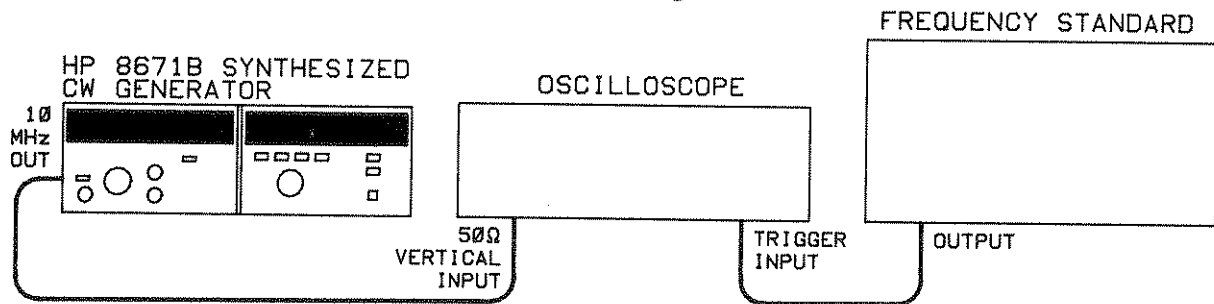 FREQUENCY STANDARD
HP 8671B SYNTHESIZED
CW GENERATOR
OSCILLOSCOPE
10
MHz
OUT
50Ω
VERTICAL
INPUT
TRIGGER
INPUT
OUTPUT